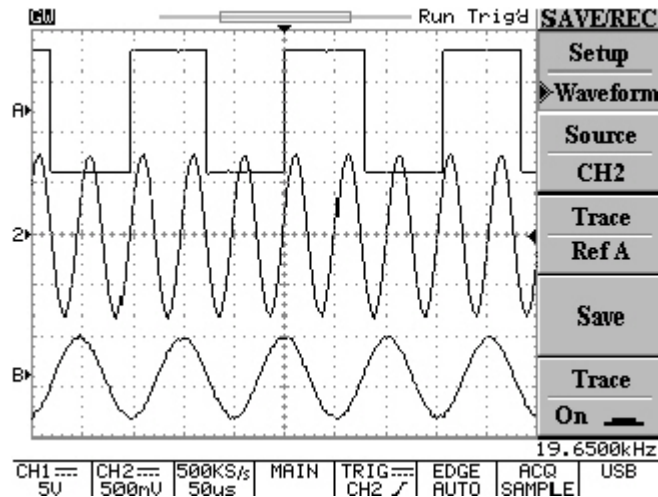 GW Run Trig'd SAVE/REC
Setup
Waveform
Source
CH2
Trace
Ref A
Save
Trace
On
A
2
B
19.6500kHz
CH1 CH2 500KS/s MAIN TRIG EDGE ACQ USB
5V 500mV 50us CH2 AUTO SAMPLE